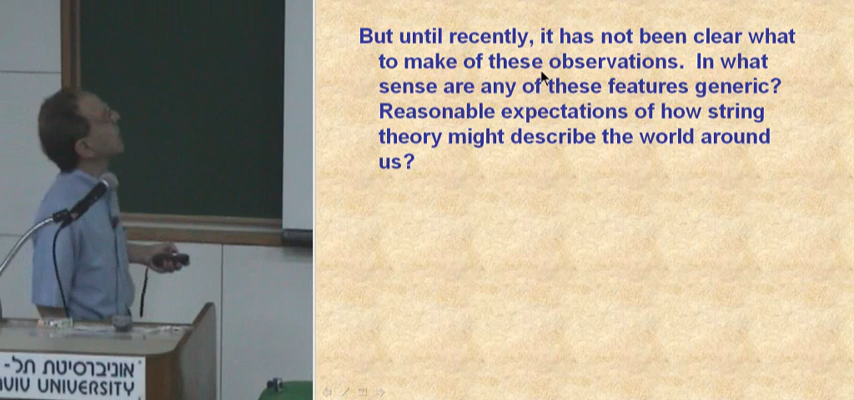 But until recently, it has not been clear what
to make of these observations. In what
sense are any of these features generic?
Reasonable expectations of how string
theory might describe the world around
us?
אוניברסיטת תל-
UNIVERSITY